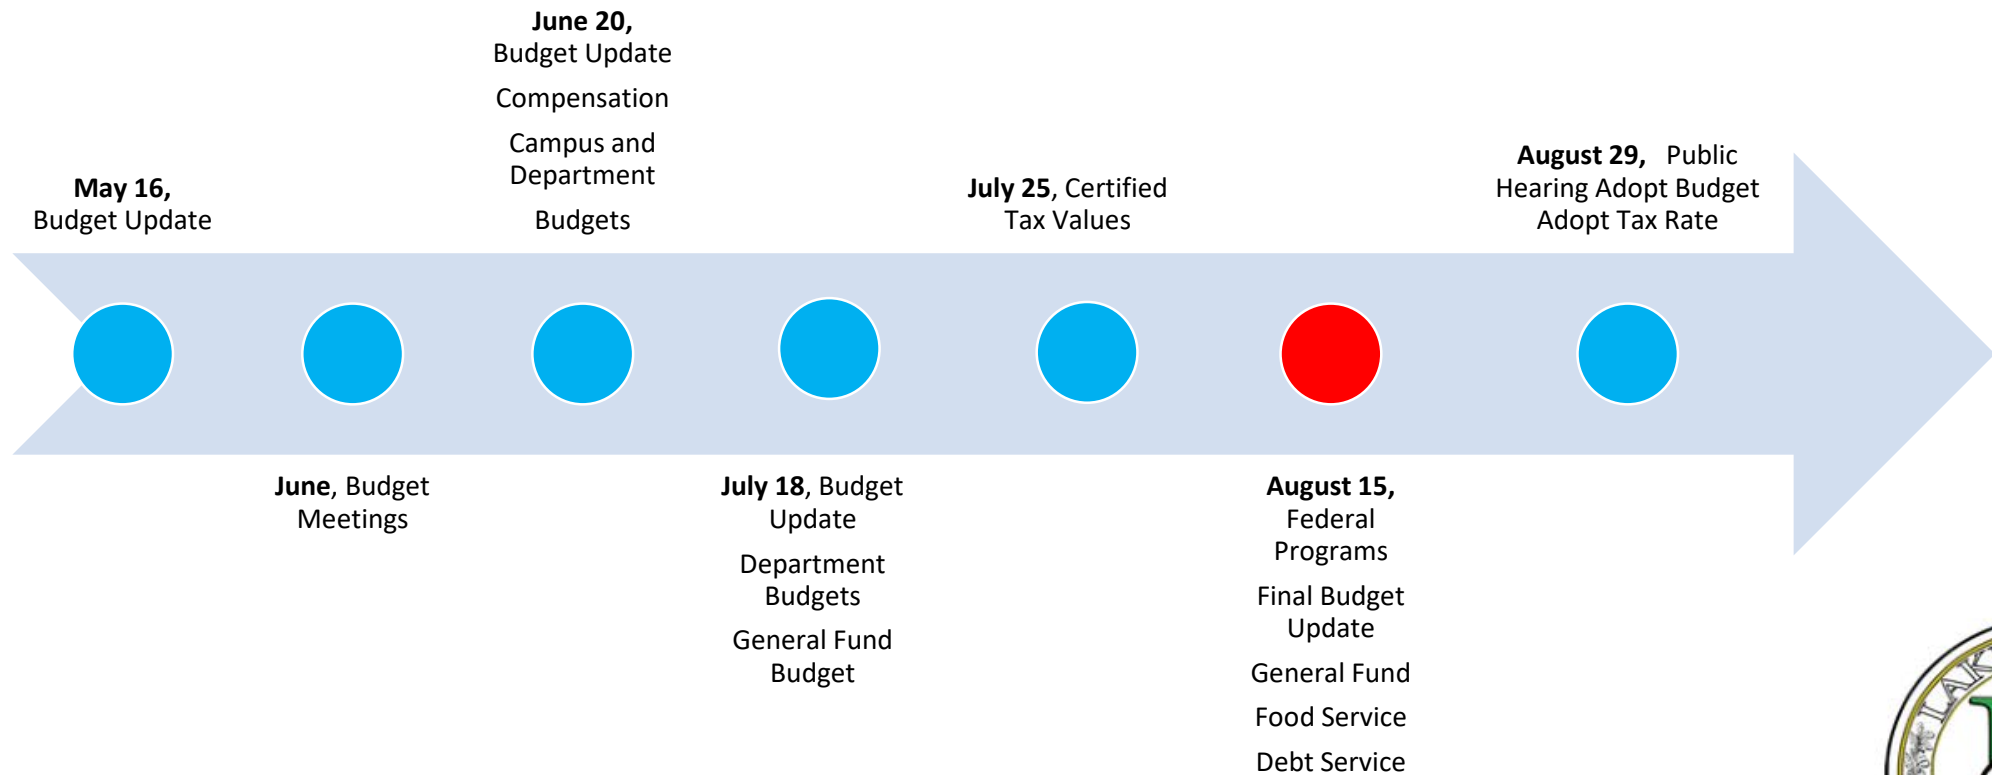 May 16,
Budget Update
June, Budget
Meetings
June 20,
Budget Update
Compensation
Campus and
Department
Budgets
July 18, Budget
Update
Department
Budgets
General Fund
Budget
July 25, Certified
Tax Values
August 15,
Federal
Programs
Final Budget
Update
General Fund
Food Service
Debt Service
August 29, Public
Hearing Adopt Budget
Adopt Tax Rate